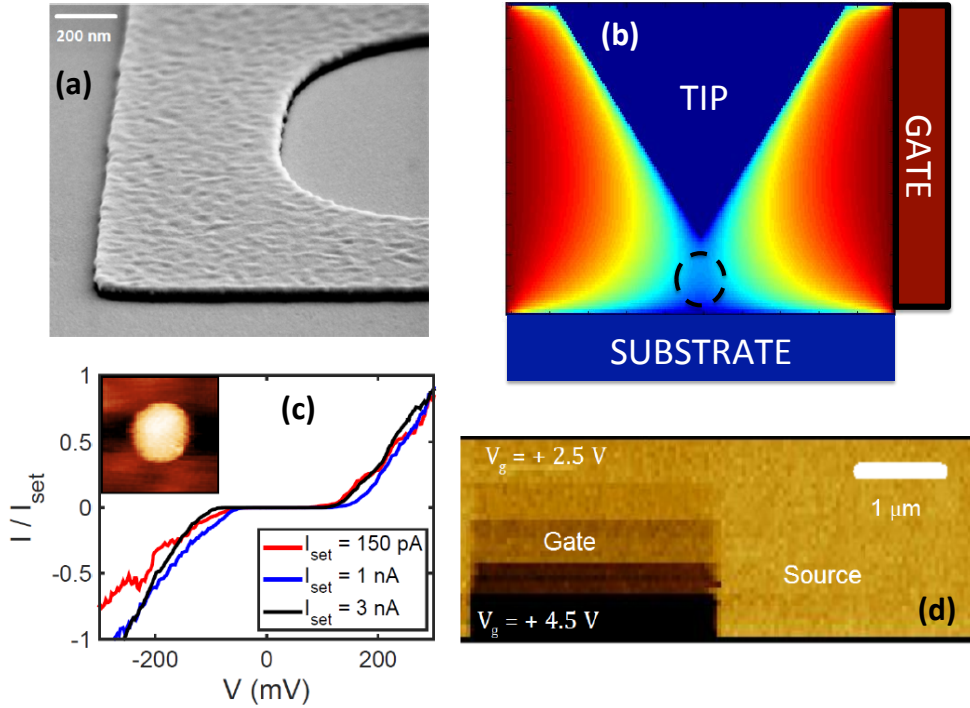 200 nm
(a)
(b)
TIP
GATE
SUBSTRATE
(c)
1
0.5
0
-0.5
-1
I / I_set
I_set = 150 pA
I_set = 1 nA
I_set = 3 nA
-200
0
200
V (mV)
V_g = + 2.5 V
1 μm
Gate
Source
V_g = + 4.5 V
(d)